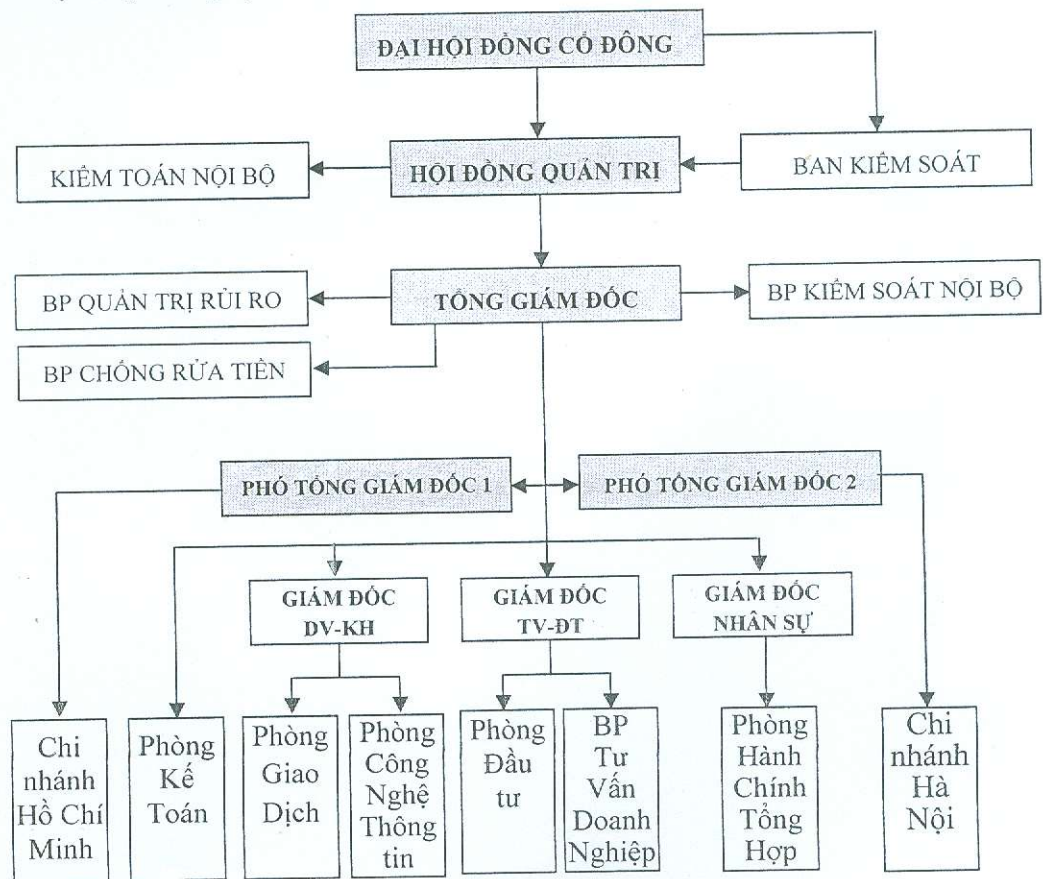 ĐẠI HỘI ĐỒNG CỔ ĐÔNG
KIỂM TOÁN NỘI BỘ
HỘI ĐỒNG QUẢN TRỊ
BAN KIỂM SOÁT
BP QUẢN TRỊ RỦI RO
TỔNG GIÁM ĐỐC
BP KIỂM SOÁT NỘI BỘ
BP CHỐNG RỬA TIỀN
PHÓ TỔNG GIÁM ĐỐC 1
PHÓ TỔNG GIÁM ĐỐC 2
GIÁM ĐỐC
DV-KH
GIÁM ĐỐC
TV-ĐT
GIÁM ĐỐC
NHÂN SỰ
Chi
nhánh
Hồ Chí
Minh
Phòng
Kế
Toán
Phòng
Giao
Dịch
Phòng
Công
Nghệ
Thông
tin
Phòng
Đầu
tư
BP
Tư
Vấn
Doanh
Nghiệp
Phòng
Hành
Chính
Tổng
Hợp
Chi
nhánh
Hà
Nội